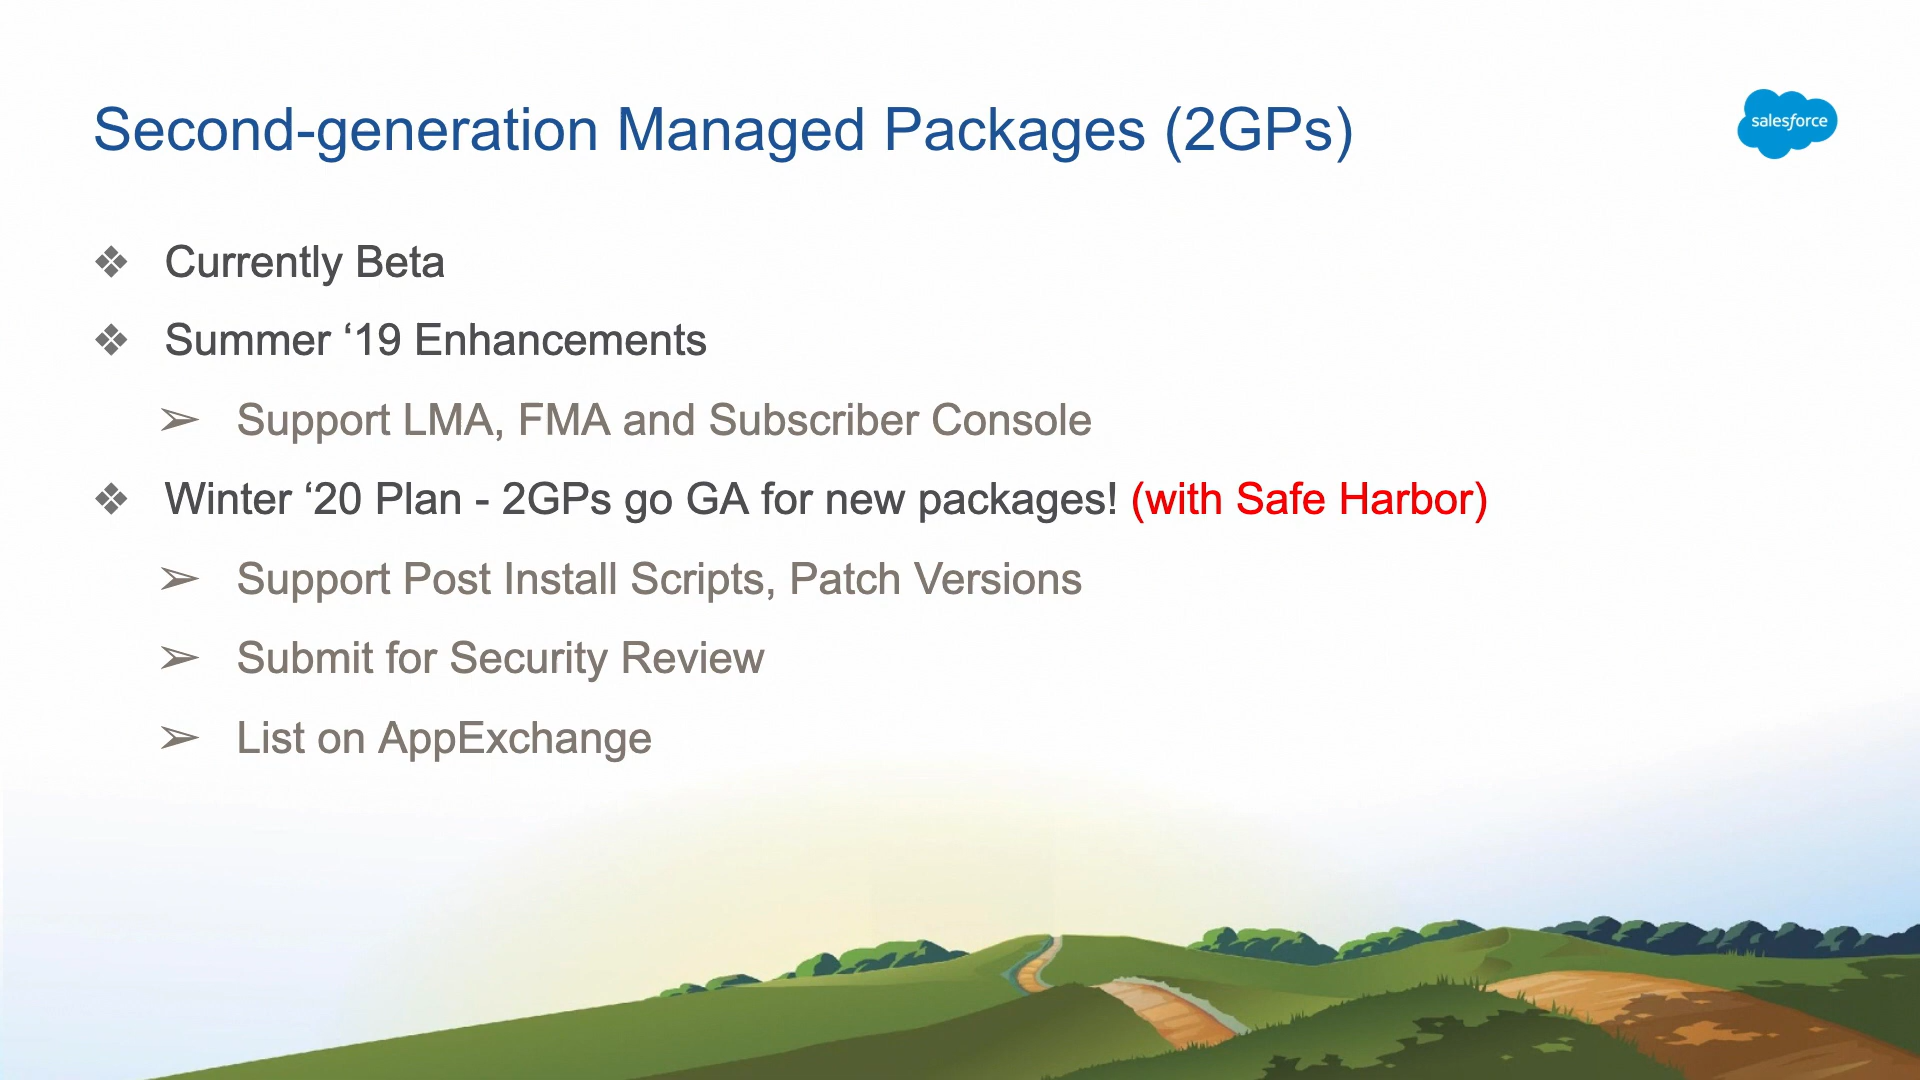 Second-generation Managed Packages (2GPs)
salesforce
❖ Currently Beta
❖ Summer ‘19 Enhancements
➢ Support LMA, FMA and Subscriber Console
❖ Winter ‘20 Plan - 2GPs go GA for new packages! (with Safe Harbor)
➢ Support Post Install Scripts, Patch Versions
➢ Submit for Security Review
➢ List on AppExchange